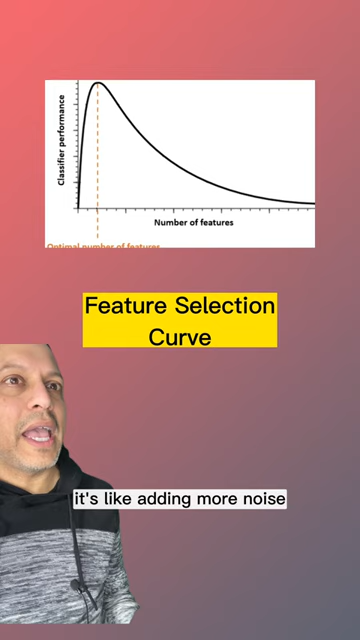 Classifier performance
Number of features
Optimal number of features
Feature Selection
Curve
it's like adding more noise